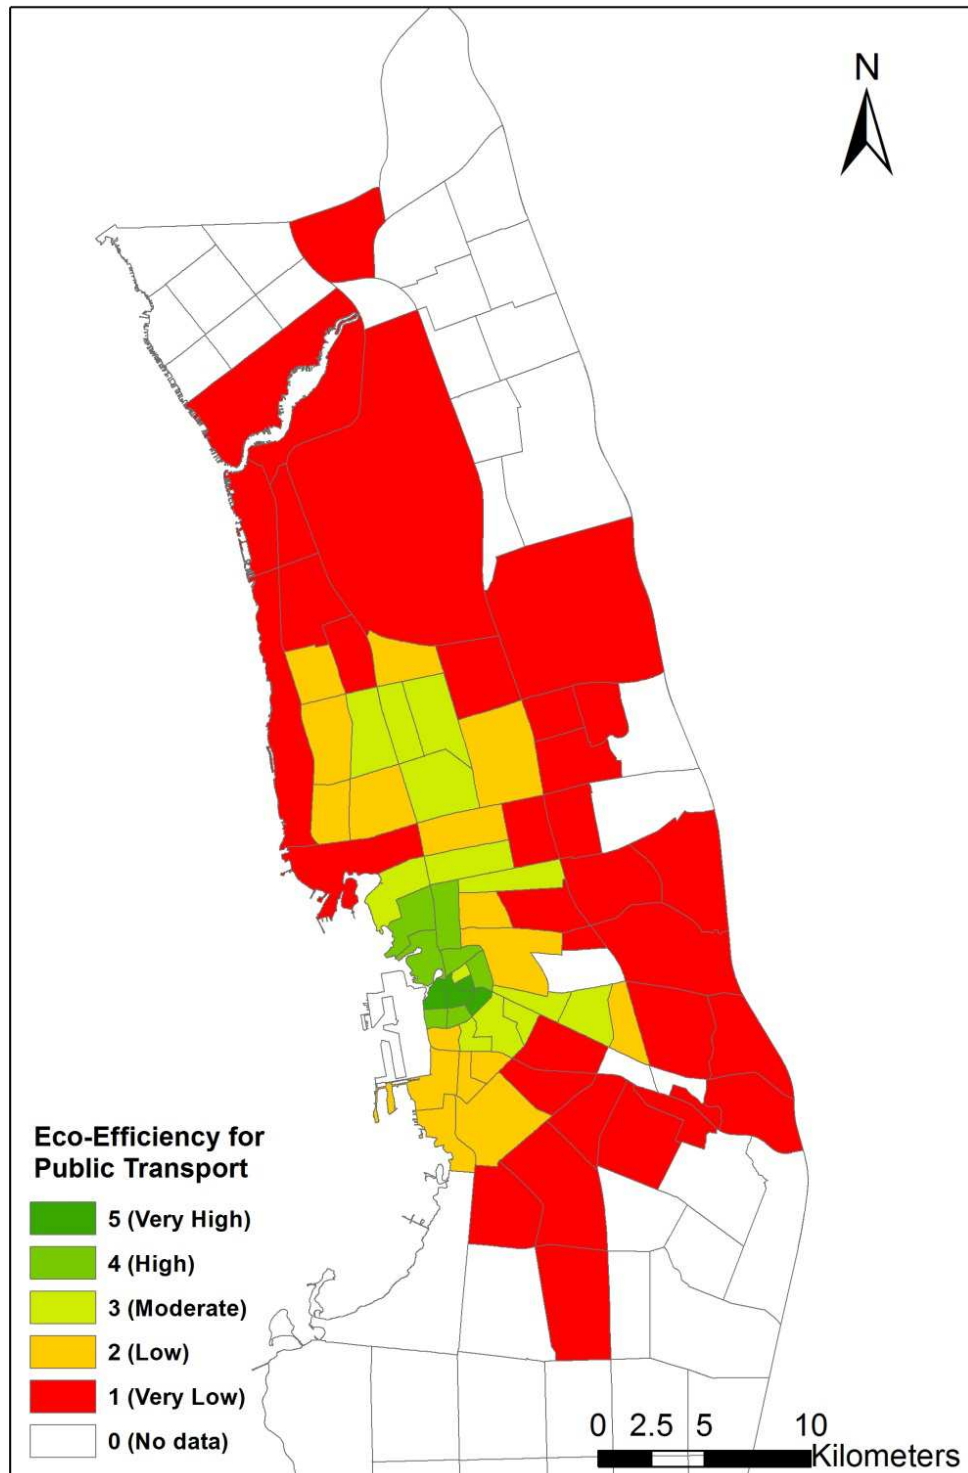 N
Eco-Efficiency for
Public Transport
5 (Very High)
4 (High)
3 (Moderate)
2 (Low)
1 (Very Low)
0 (No data)
0 2.5 5 10
Kilometers